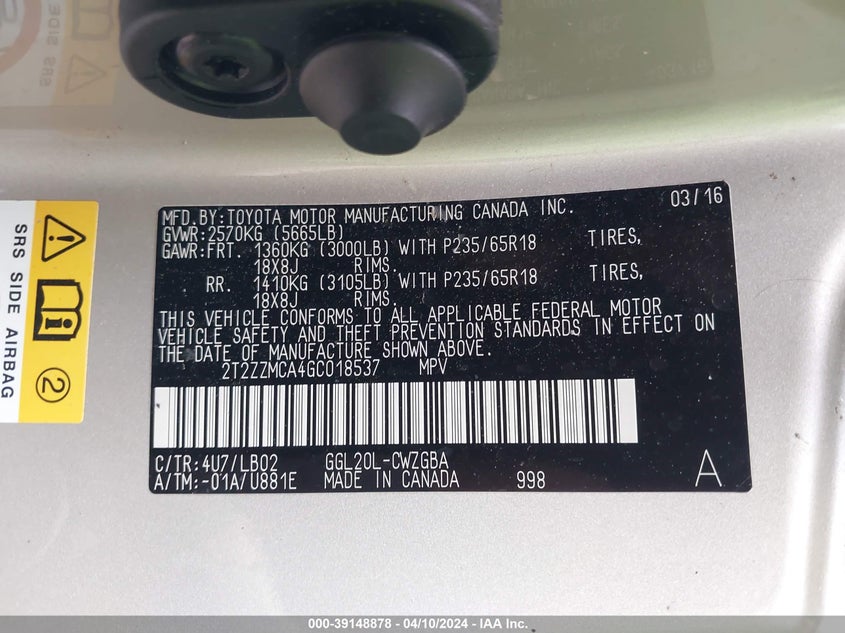 MFD.BY:TOYOTA MOTOR MANUFACTURING CANADA INC. 03/16
GVWR:2570KG (5665LB)
GAWR:FRT. 1360KG (3000LB) WITH P235/65R18 TIRES,
18X8J RIMS.
RR. 1410KG (3105LB) WITH P235/65R18 TIRES,
18X8J RIMS.
THIS VEHICLE CONFORMS TO ALL APPLICABLE FEDERAL MOTOR
VEHICLE SAFETY AND THEFT PREVENTION STANDARDS IN EFFECT ON
THE DATE OF MANUFACTURE SHOWN ABOVE.
2T2ZZMCA4GC018537 MPV
C/TR:4U7/LB02 GGL20L-CWZGBA
A/TM:-01A/U881E MADE IN CANADA 998 A
SRS SIDE AIRBAG
2
000-39148878 - 04/10/2024 - IAA Inc.